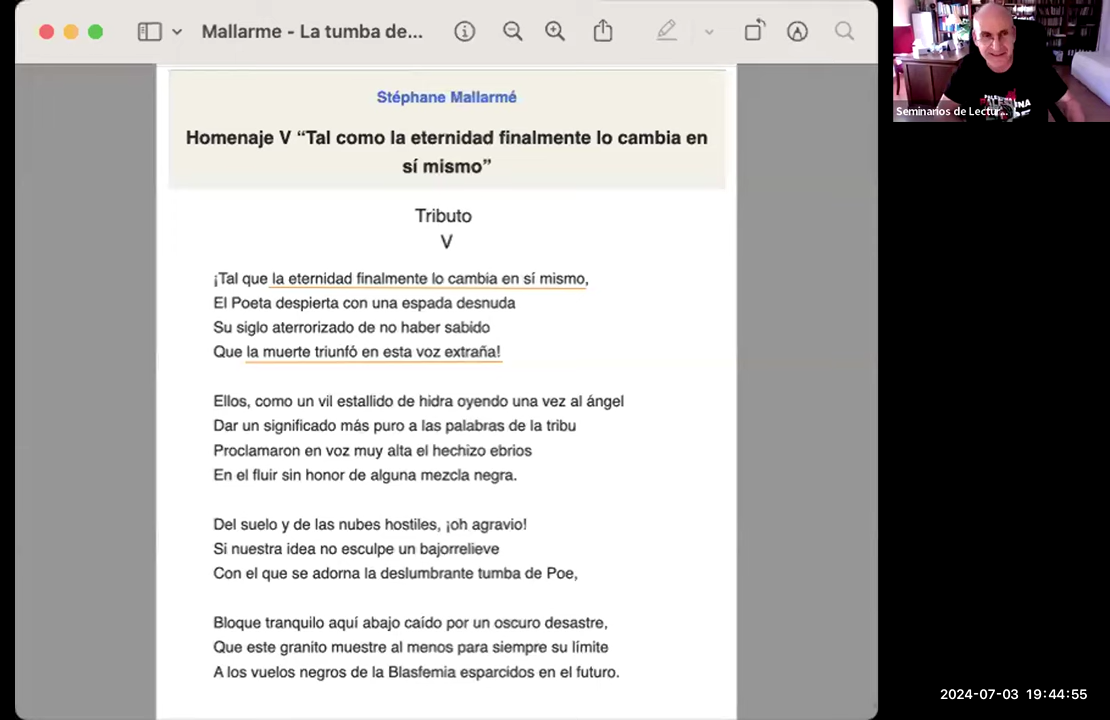 Mallarme - La tumba de...
Stéphane Mallarmé
Homenaje V “Tal como la eternidad finalmente lo cambia en
sí mismo”
Tributo
V
¡Tal que la eternidad finalmente lo cambia en sí mismo,
El Poeta despierta con una espada desnuda
Su siglo aterrorizado de no haber sabido
Que la muerte triunfó en esta voz extraña!
Ellos, como un vil estallido de hidra oyendo una vez al ángel
Dar un significado más puro a las palabras de la tribu
Proclamaron en voz muy alta el hechizo ebrios
En el fluir sin honor de alguna mezcla negra.
Del suelo y de las nubes hostiles, ¡oh agravio!
Si nuestra idea no esculpe un bajorrelieve
Con el que se adorna la deslumbrante tumba de Poe,
Bloque tranquilo aquí abajo caído por un oscuro desastre,
Que este granito muestre al menos para siempre su límite
A los vuelos negros de la Blasfemia esparcidos en el futuro.
Seminarios de Lectur...
2024-07-03 19:44:55